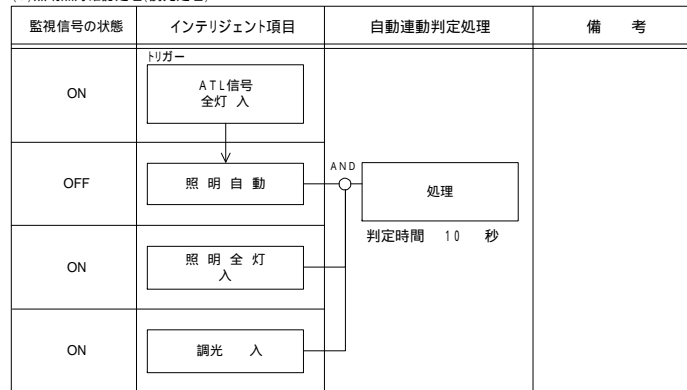 監視信号の状態 インテリジェント項目 自動連動判定処理 備 考
トリガー
ON
ATL信号
全灯 入
OFF
照 明 自 動
AND
処理
判定時間 10 秒
ON
照 明 全 灯
入
ON
調光 入